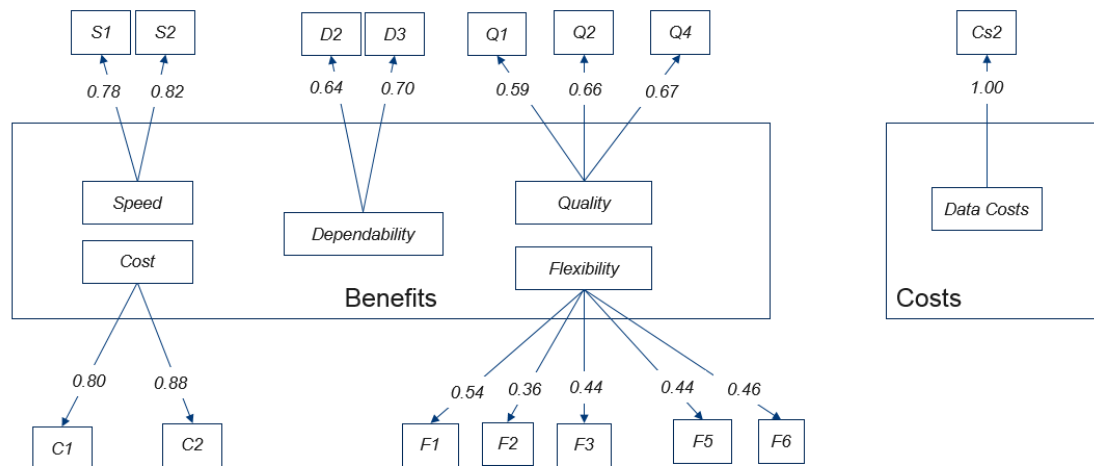 S1 S2 D2 D3 Q1 Q2 Q4 Cs2
0.78 0.82 0.64 0.70 0.59 0.66 0.67 1.00
Speed Quality Data Costs
Dependability
Cost Flexibility
Benefits Costs
0.80 0.88 0.54 0.36 0.44 0.44 0.46
C1 C2 F1 F2 F3 F5 F6